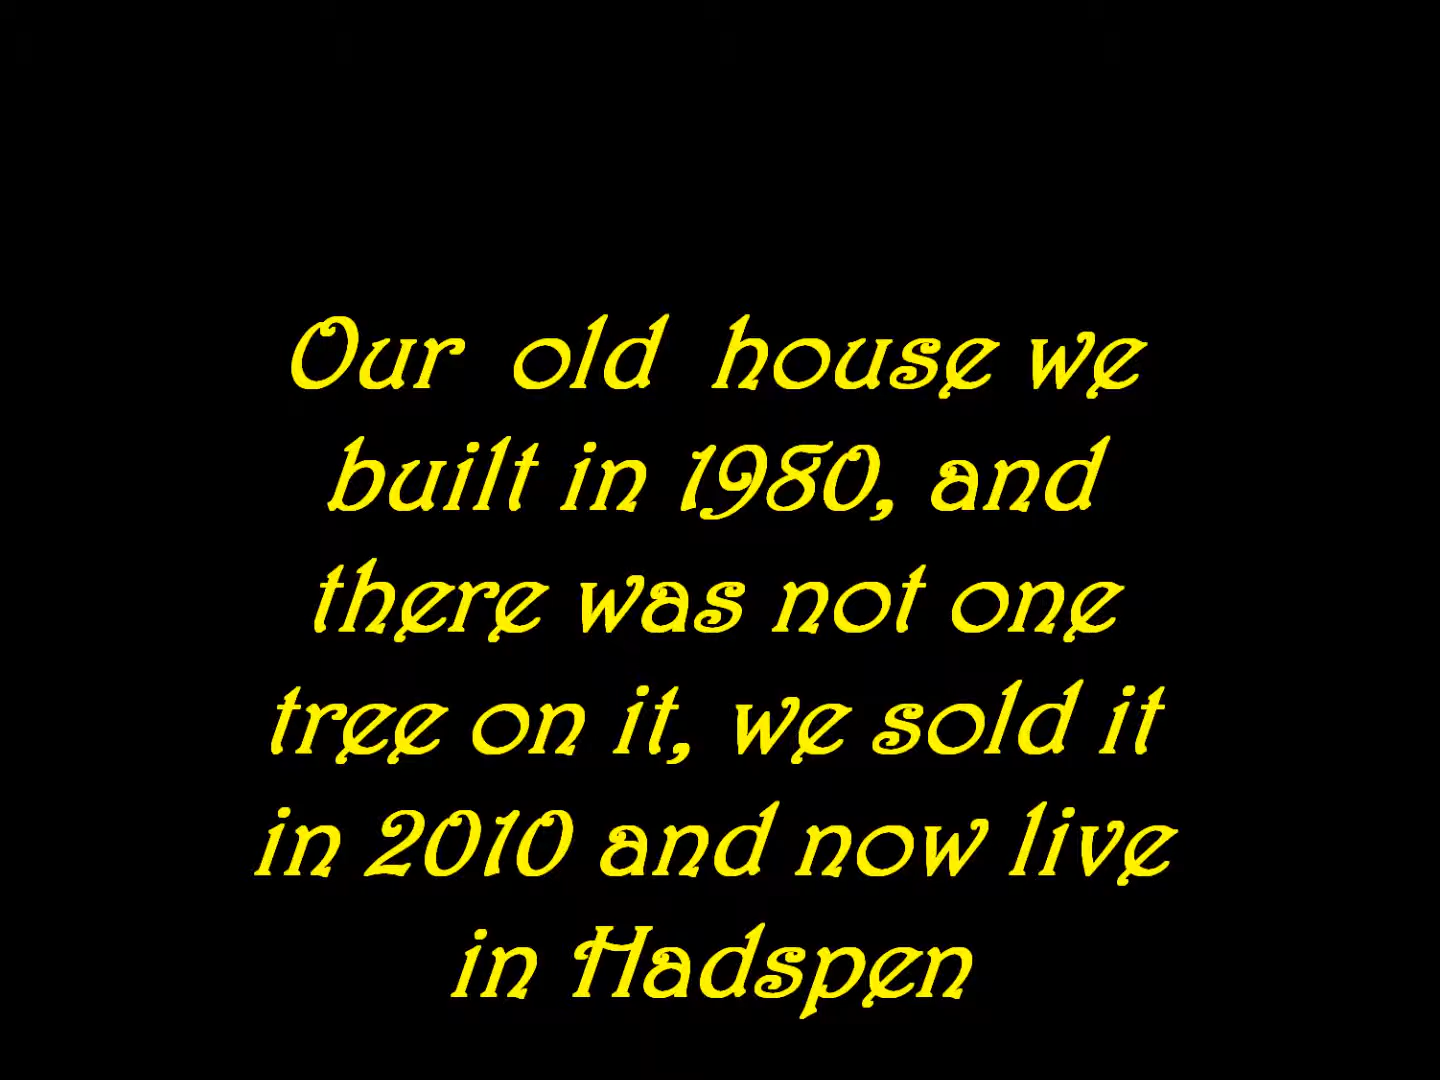 Our old house we
built in 1980, and
there was not one
tree on it, we sold it
in 2010 and now live
in Hadspen